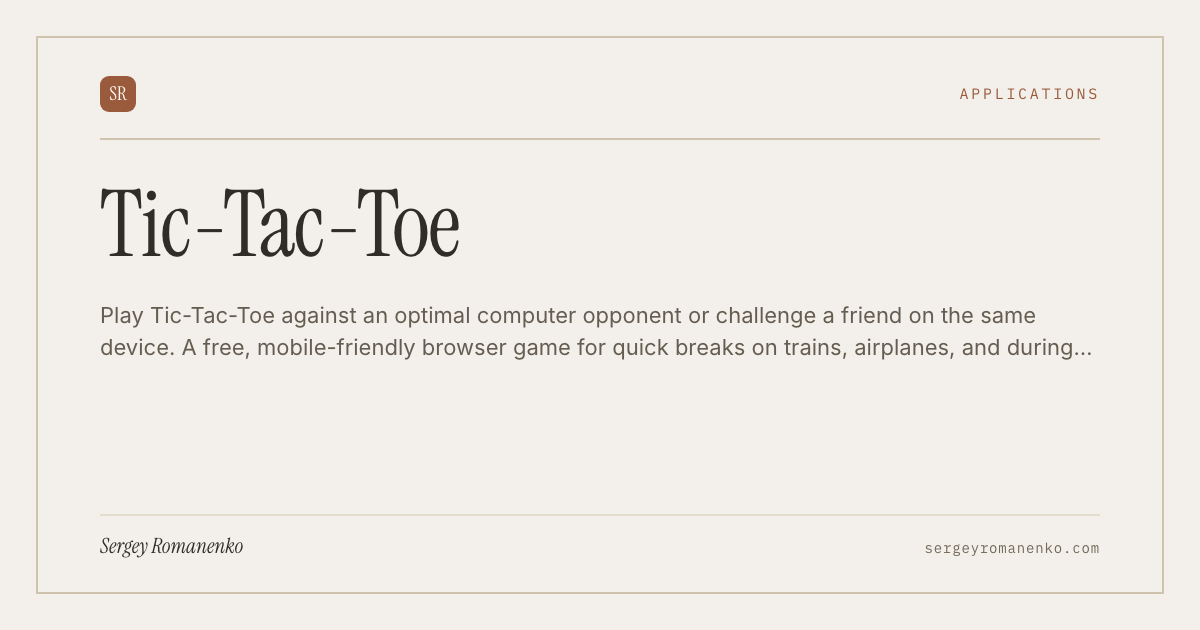 SR
APPLICATIONS
Tic-Tac-Toe
Play Tic-Tac-Toe against an optimal computer opponent or challenge a friend on the same
device. A free, mobile-friendly browser game for quick breaks on trains, airplanes, and during…
Sergey Romanenko
sergeyromanenko.com